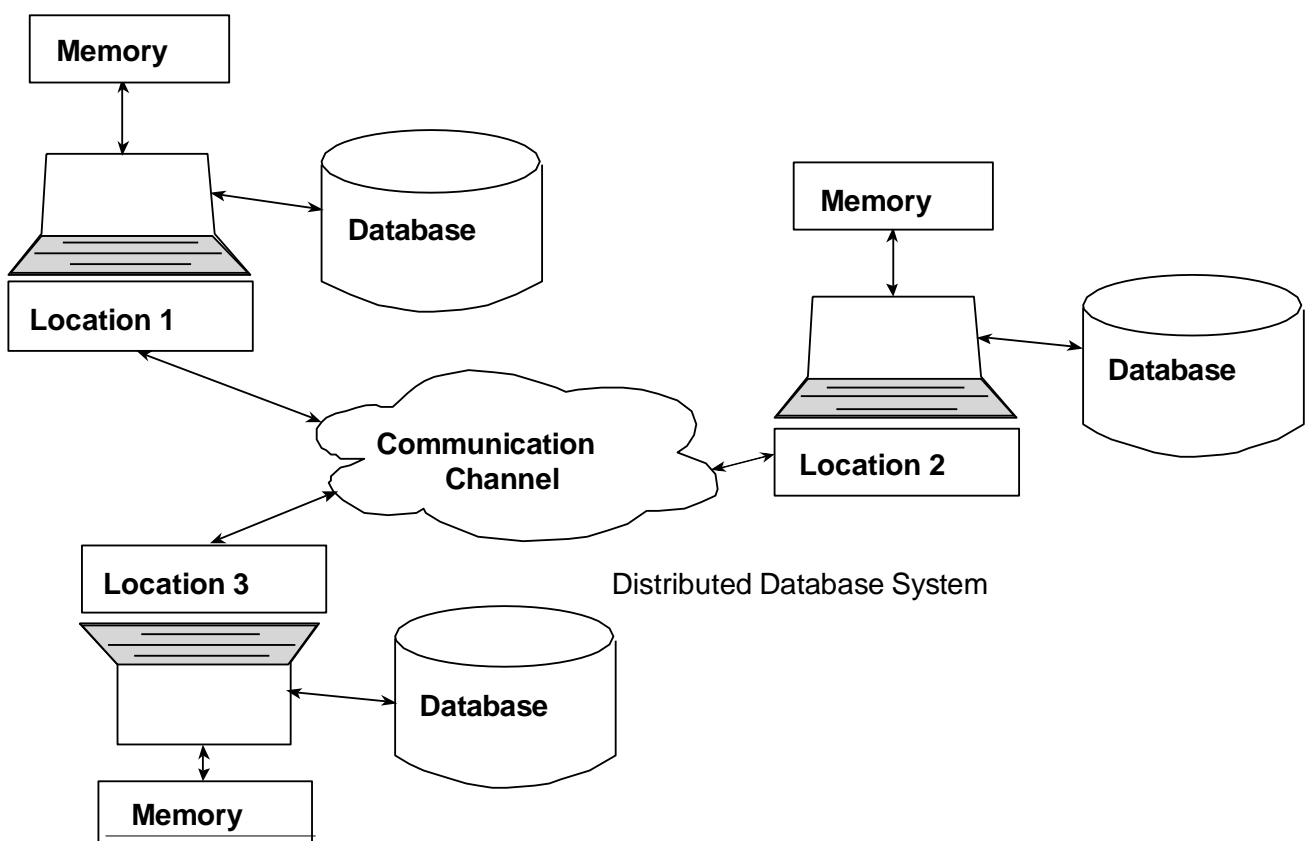 Memory
Database
Location 1
Memory
Database
Location 2
Communication
Channel
Location 3
Distributed Database System
Database
Memory